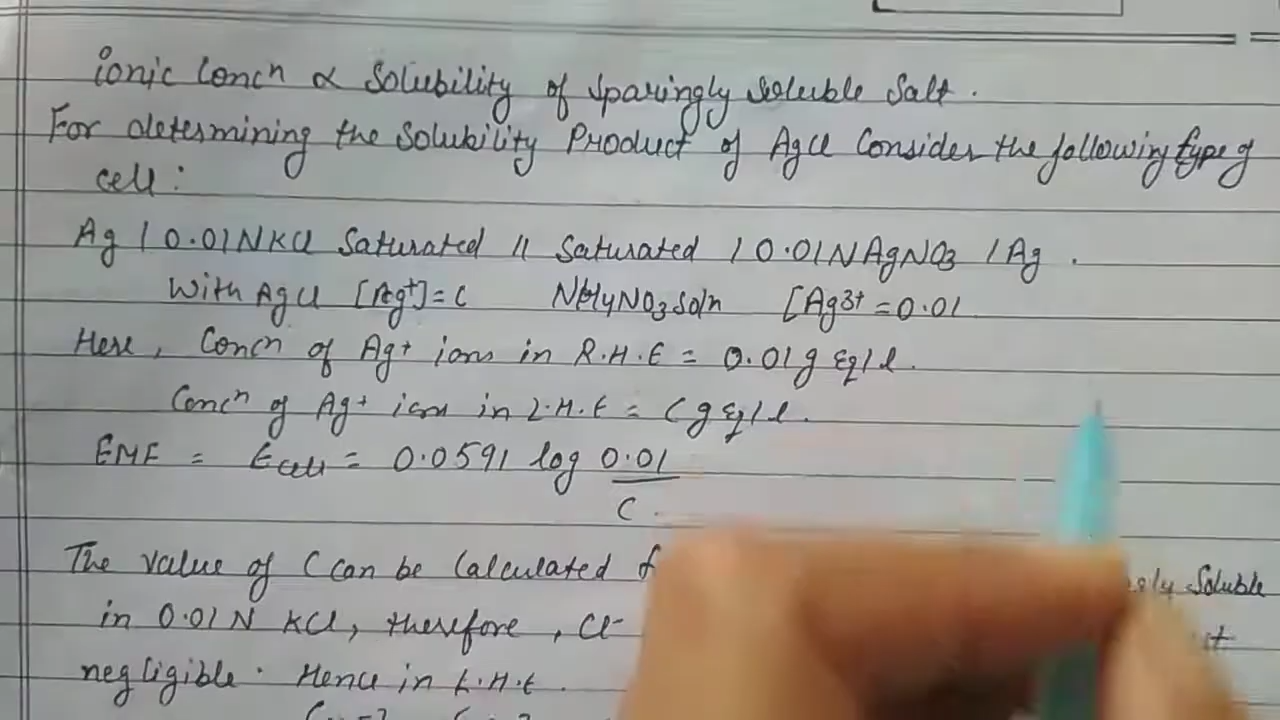 ionic Concn ∝ Solubility of Sparingly Soluble Salt.
For determining the Solubility Product of AgCl Consider the following type of
cell:
Ag | 0.01N KCl Saturated || Saturated | 0.01N AgNO3 | Ag.
With AgCl [Ag+]=C NH4NO3 Soln [Ag3+ =0.01
Here, Concn of Ag+ ions in R.H.E = 0.01g Eq/l.
Concn of Ag+ ions in L.H.E = C g Eq/l.
EMF = Ecell = 0.0591 log 0.01
C.
The value of C can be Calculated Soluble
in 0.01N KCl, therefore, Cl-
negligible. Hence in L.H.E.